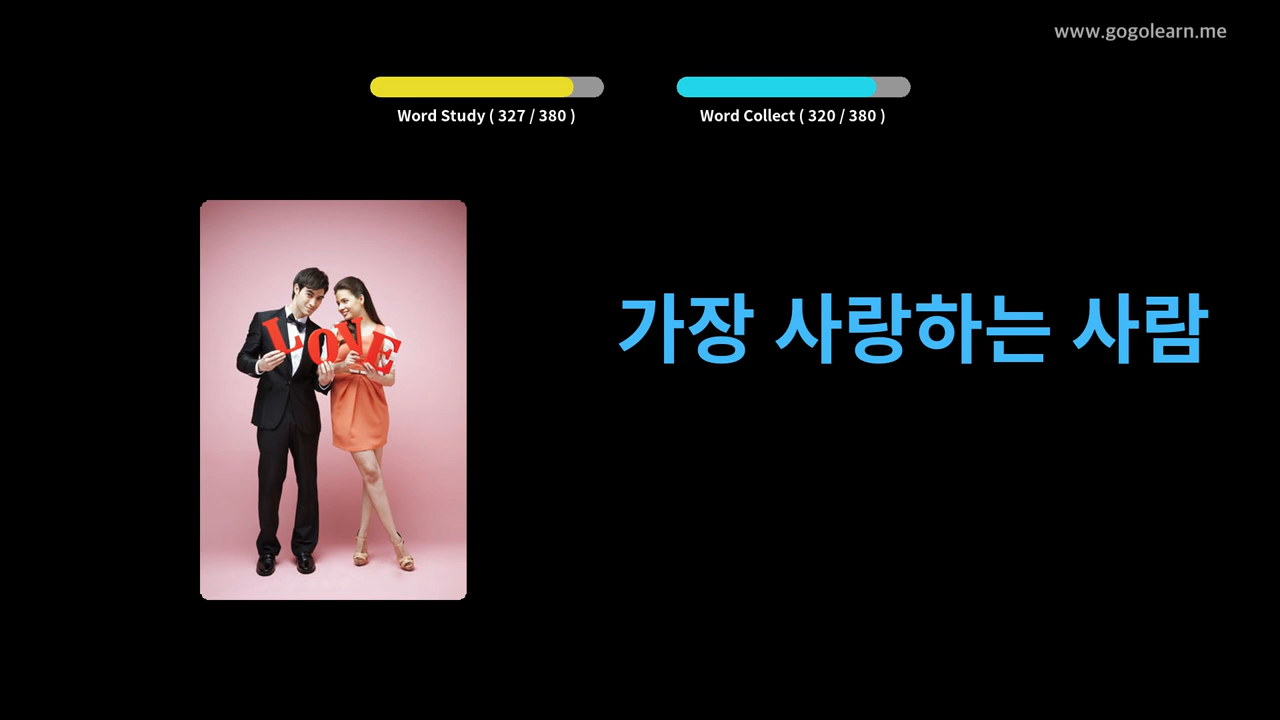 www.gogolearn.me
Word Study ( 327 / 380 )
Word Collect ( 320 / 380 )
LOVE
가장 사랑하는 사람